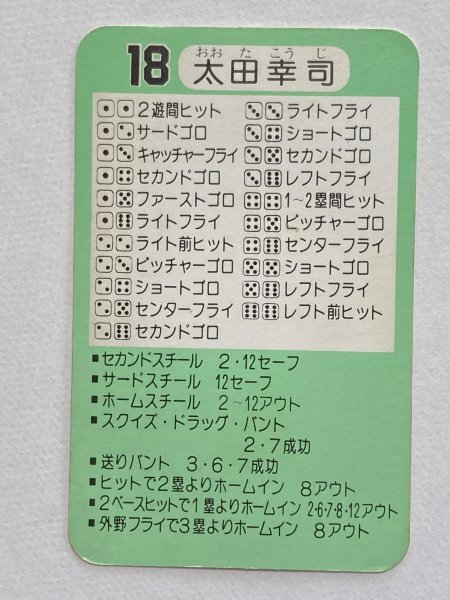 18 太田幸司
おお た こう じ
⚀⚀2遊間ヒット
⚀⚁サードゴロ
⚀⚂キャッチャーフライ
⚀⚃セカンドゴロ
⚀⚄ファーストゴロ
⚀⚅ライトフライ
⚁⚁ライト前ヒット
⚁⚂ピッチャーゴロ
⚁⚃ショートゴロ
⚁⚄センターフライ
⚁⚅セカンドゴロ
⚂⚂ライトフライ
⚂⚃ショートゴロ
⚂⚄セカンドゴロ
⚂⚅レフトフライ
⚃⚃1~2塁間ヒット
⚃⚄ピッチャーゴロ
⚃⚅センターフライ
⚄⚄ショートゴロ
⚄⚅レフトフライ
⚅⚅レフト前ヒット
■セカンドスチール 2・12セーフ
■サードスチール 12セーフ
■ホームスチール 2~12アウト
■スクイズ・ドラッグ・バント
2・7成功
■送りバント 3・6・7成功
■ヒットで2塁よりホームイン 8アウト
■2ベースヒットで1塁よりホームイン 2・6・7・8・12アウト
■外野フライで3塁よりホームイン 8アウト